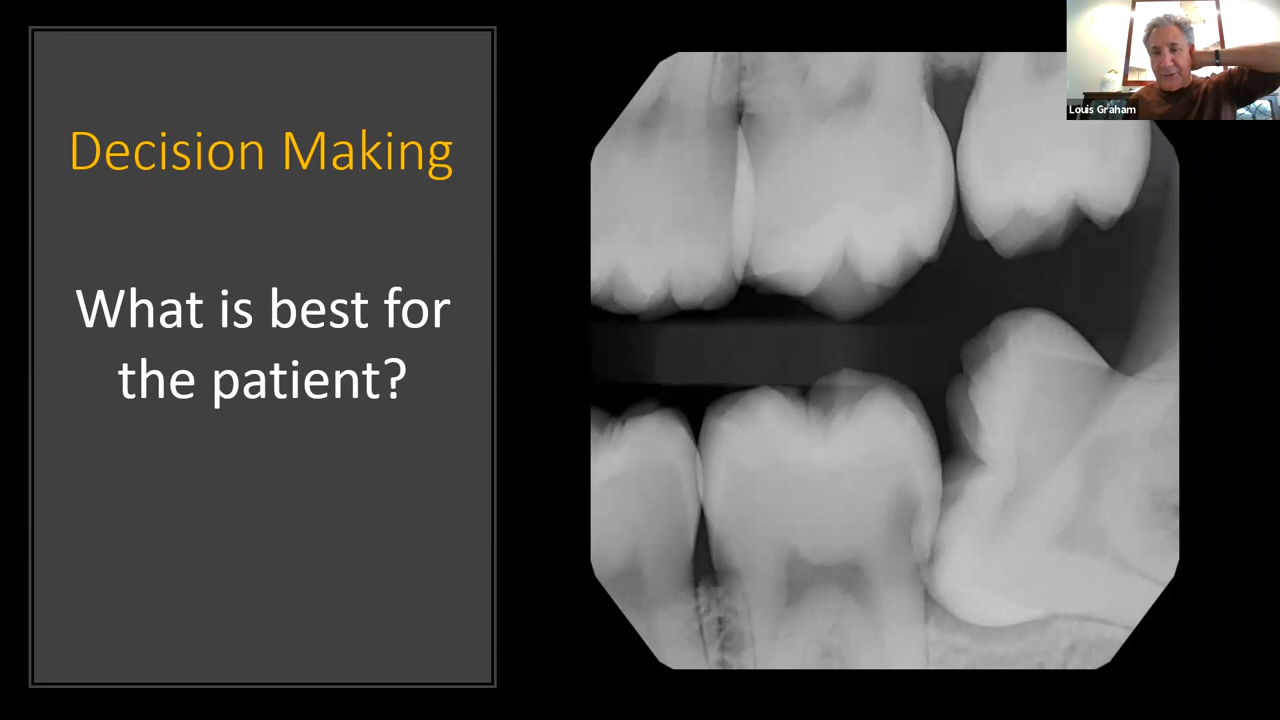 Decision Making
What is best for
the patient?
Louis Graham